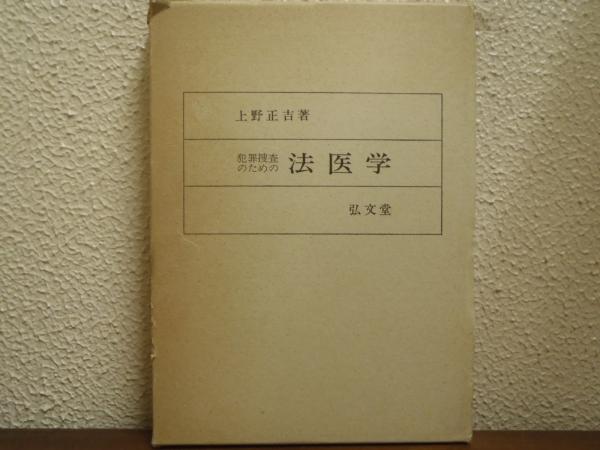 上野正吉著
犯罪捜査
のための
法医学
弘文堂